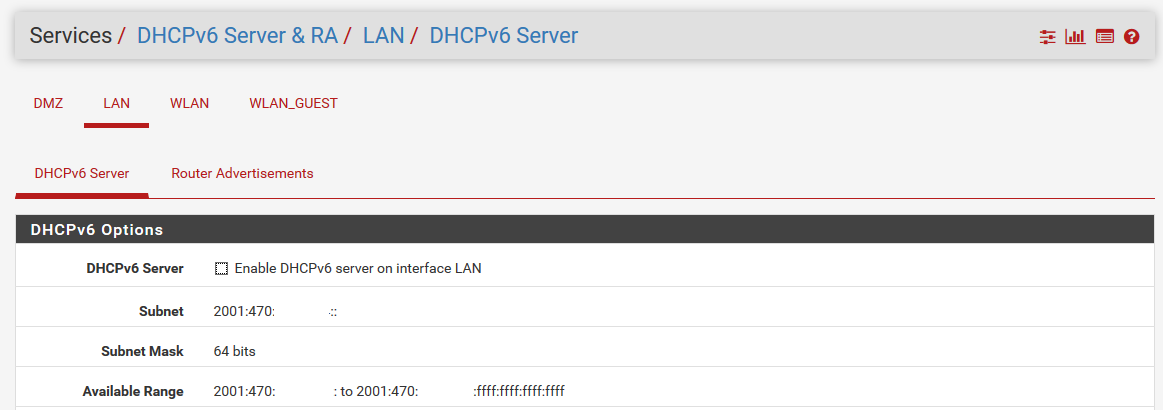 Services / DHCPv6 Server & RA / LAN / DHCPv6 Server
DMZ LAN WLAN WLAN_GUEST
DHCPv6 Server Router Advertisements
DHCPv6 Options
DHCPv6 Server Enable DHCPv6 server on interface LAN
Subnet 2001:470: ::
Subnet Mask 64 bits
Available Range 2001:470: : to 2001:470: :ffff:ffff:ffff:ffff